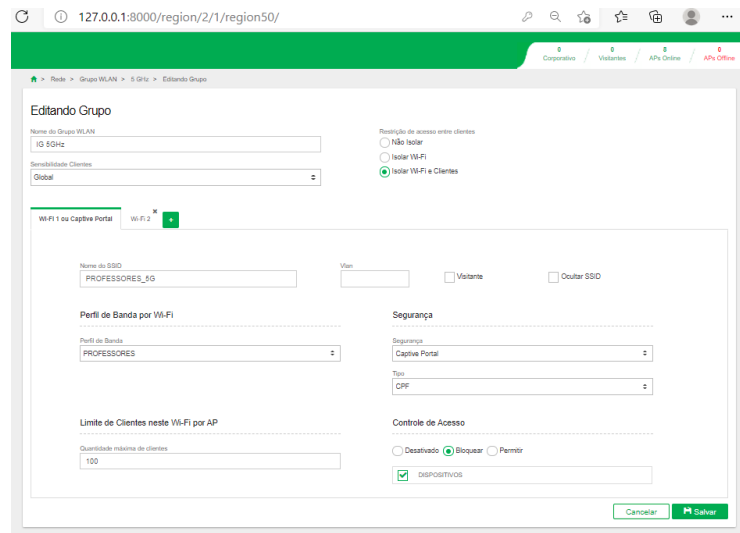 127.0.0.1:8000/region/2/1/region50/
0 0 8 0
Corporativo Visitantes APs Online APs Offline
> Rede > Grupo WLAN > 5 GHz > Editando Grupo
Editando Grupo
Nome do Grupo WLAN
IG 5GHz
Sensibilidade Clientes
Global
Restrição de acesso entre clientes
Não Isolar
Isolar Wi-Fi
Isolar Wi-Fi e Clientes
Wi-Fi 1 ou Captive Portal Wi-Fi 2 × +
Nome do SSID Vlan
PROFESSORES_5G Visitante Ocultar SSID
Perfil de Banda por Wi-Fi Segurança
Perfil de Banda Segurança
PROFESSORES Captive Portal
Tipo
CPF
Limite de Clientes neste Wi-Fi por AP Controle de Acesso
Quantidade máxima de clientes Desativado Bloquear Permitir
100
DISPOSITIVOS
Cancelar Salvar